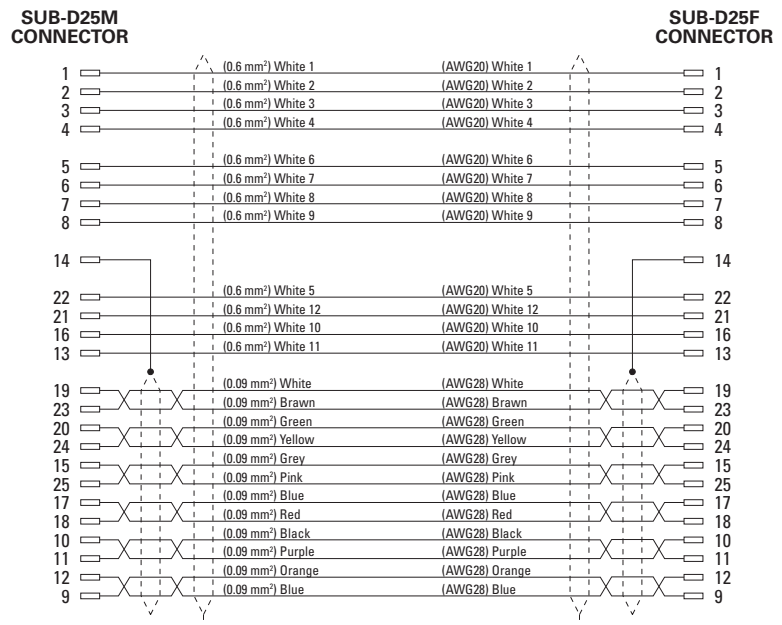 SUB-D25M
CONNECTOR
SUB-D25F
CONNECTOR
1 (0.6 mm²) White 1 (AWG20) White 1 1
2 (0.6 mm²) White 2 (AWG20) White 2 2
3 (0.6 mm²) White 3 (AWG20) White 3 3
4 (0.6 mm²) White 4 (AWG20) White 4 4
5 (0.6 mm²) White 6 (AWG20) White 6 5
6 (0.6 mm²) White 7 (AWG20) White 7 6
7 (0.6 mm²) White 8 (AWG20) White 8 7
8 (0.6 mm²) White 9 (AWG20) White 9 8
14 14
22 (0.6 mm²) White 5 (AWG20) White 5 22
21 (0.6 mm²) White 12 (AWG20) White 12 21
16 (0.6 mm²) White 10 (AWG20) White 10 16
13 (0.6 mm²) White 11 (AWG20) White 11 13
19 (0.09 mm²) White (AWG28) White 19
23 (0.09 mm²) Brawn (AWG28) Brawn 23
20 (0.09 mm²) Green (AWG28) Green 20
24 (0.09 mm²) Yellow (AWG28) Yellow 24
15 (0.09 mm²) Grey (AWG28) Grey 15
25 (0.09 mm²) Pink (AWG28) Pink 25
17 (0.09 mm²) Blue (AWG28) Blue 17
18 (0.09 mm²) Red (AWG28) Red 18
10 (0.09 mm²) Black (AWG28) Black 10
11 (0.09 mm²) Purple (AWG28) Purple 11
12 (0.09 mm²) Orange (AWG28) Orange 12
9 (0.09 mm²) Blue (AWG28) Blue 9